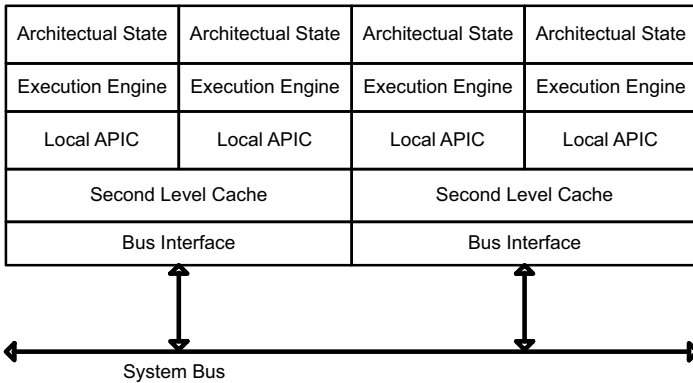 Architectual State Architectual State Architectual State Architectual State
Execution Engine Execution Engine Execution Engine Execution Engine
Local APIC Local APIC Local APIC Local APIC
Second Level Cache Second Level Cache
Bus Interface Bus Interface
System Bus